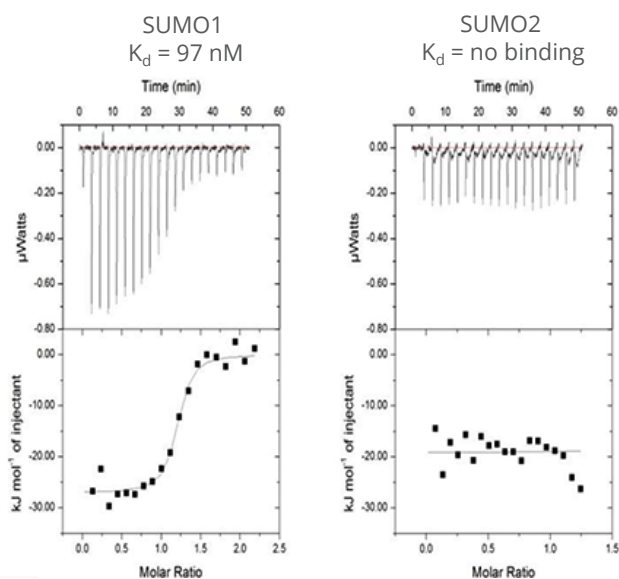 SUMO1
K_d = 97 nM
Time (min)
0 10 20 30 40 50 60
0.00
-0.20
-0.40
-0.60
-0.80
µWatts
0.00
-10.00
-20.00
-30.00
kJ mol⁻¹ of injectant
0.0 0.5 1.0 1.5 2.0 2.5
Molar Ratio
SUMO2
K_d = no binding
Time (min)
0 10 20 30 40 50 60
0.00
-0.20
-0.40
-0.60
-0.80
µWatts
0.00
-10.00
-20.00
-30.00
kJ mol⁻¹ of injectant
0.0 0.5 1.0 1.5
Molar Ratio